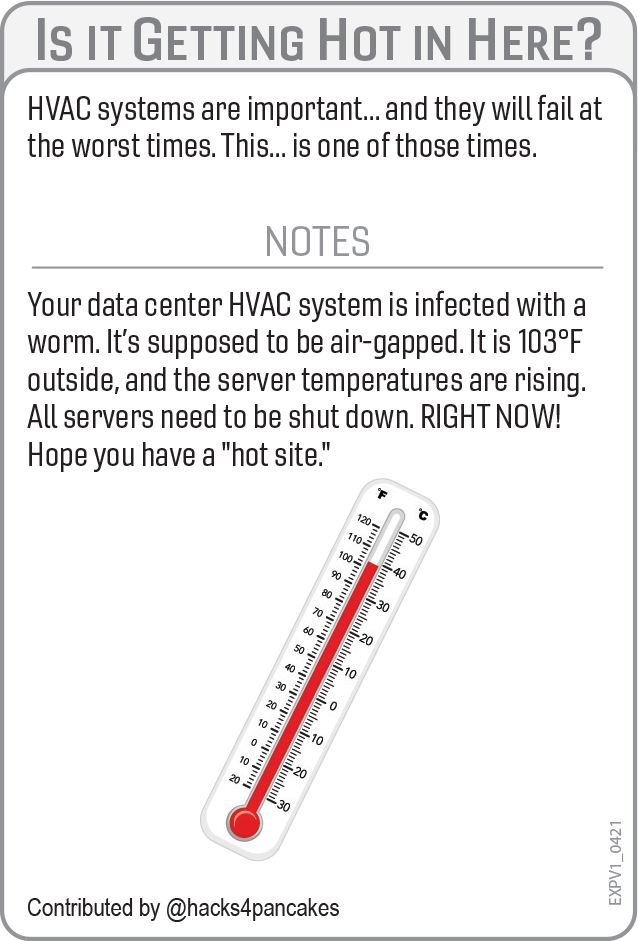 IS IT GETTING HOT IN HERE?
HVAC systems are important... and they will fail at
the worst times. This... is one of those times.
NOTES
Your data center HVAC system is infected with a
worm. It’s supposed to be air-gapped. It is 103°F
outside, and the server temperatures are rising.
All servers need to be shut down. RIGHT NOW!
Hope you have a "hot site."
°F °C
120
50
110
100
40
90
80
30
70
60
20
50
40
10
30
20
0
10
0
10
10
20
20
30
Contributed by @hacks4pancakes
EXPV1_0421